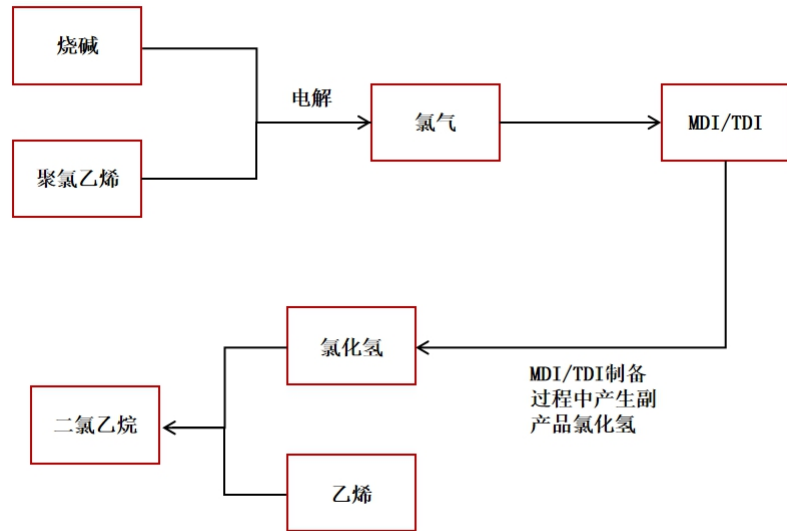 烧碱
电解
氯气
MDI/TDI
聚氯乙烯
氯化氢
MDI/TDI制备
过程中产生副
产品氯化氢
二氯乙烷
乙烯